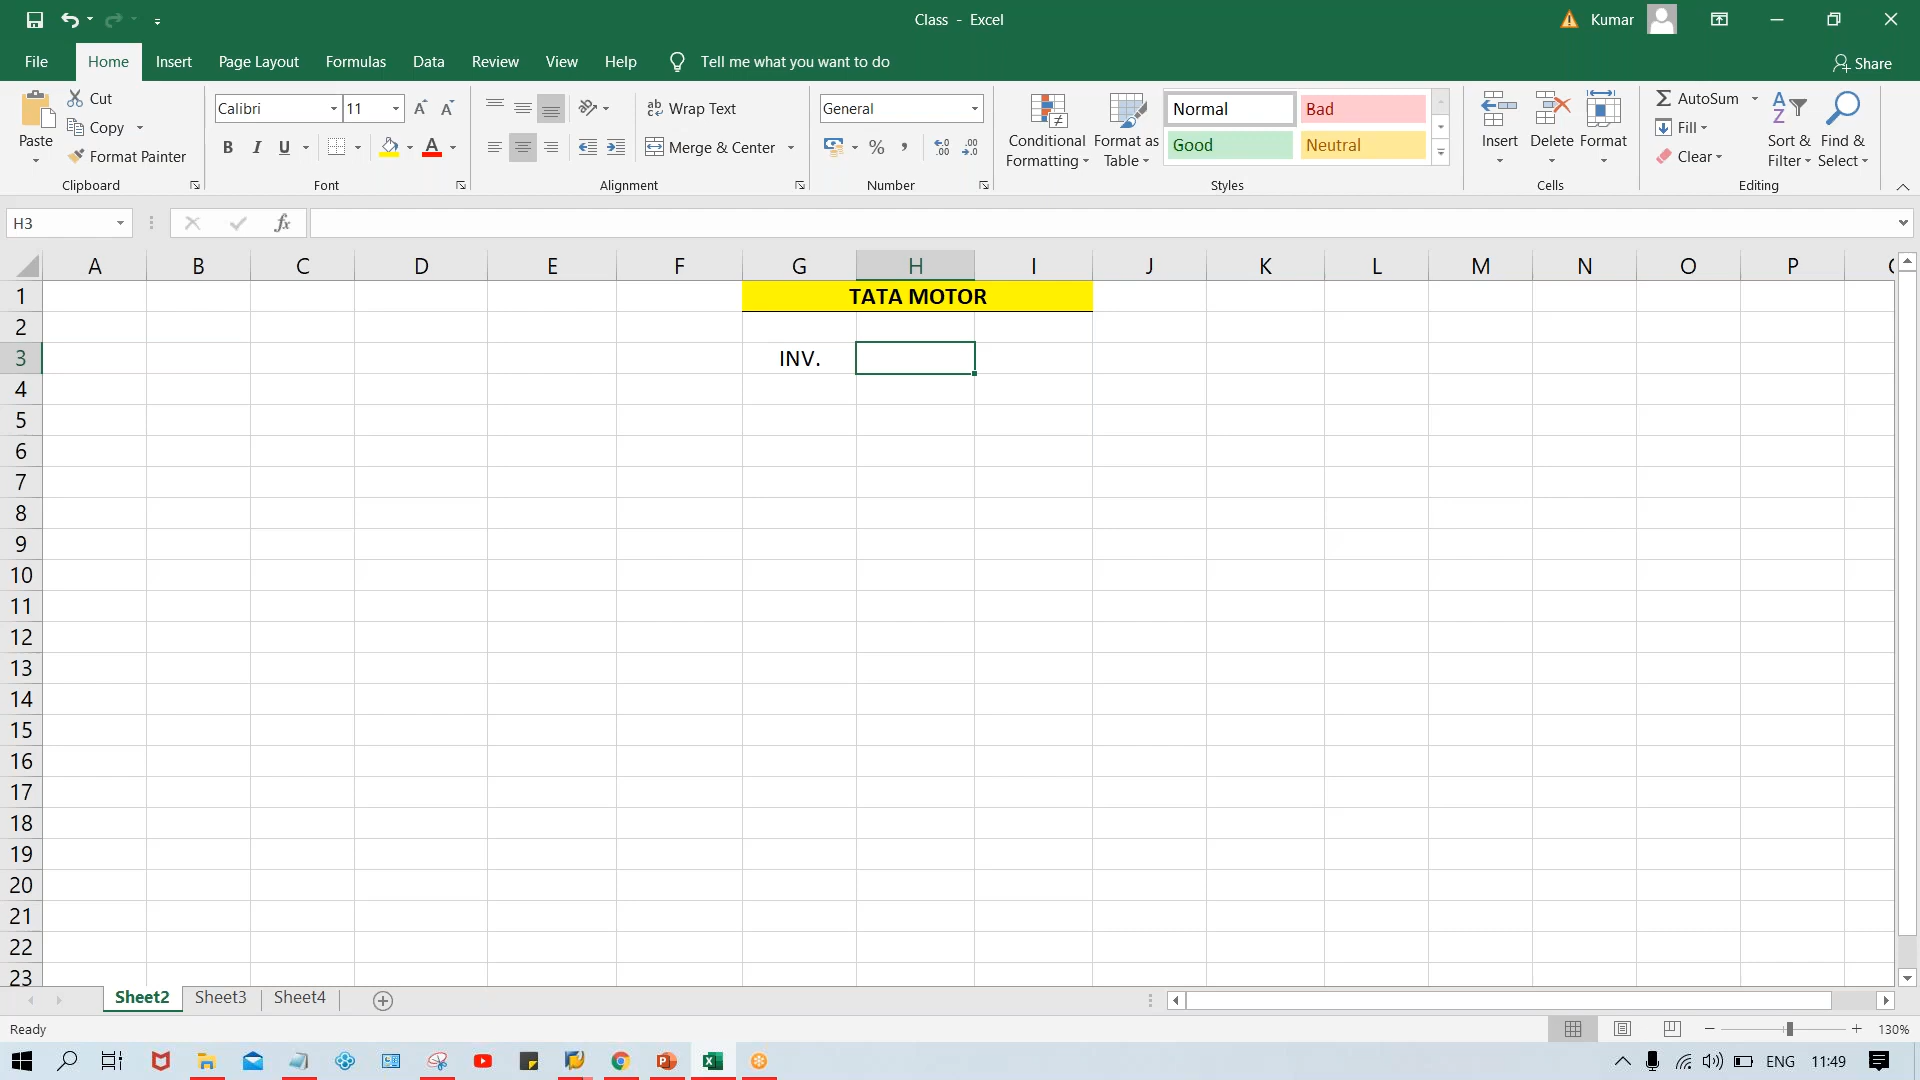 Class - Excel
Kumar
File Home Insert Page Layout Formulas Data Review View Help Tell me what you want to do Share
Paste
Cut
Copy
Format Painter
Clipboard
Calibri 11
B I U
Font
ab Wrap Text
Merge & Center
Alignment
General
% ,
Number
Conditional Formatting
Format as Table
Normal Bad
Good Neutral
Styles
Insert Delete Format
Cells
AutoSum
Fill
Clear
Sort & Filter
Find & Select
Editing
H3 fx
A B C D E F G H I J K L M N O P
1 TATA MOTOR
2
3 INV.
4
5
6
7
8
9
10
11
12
13
14
15
16
17
18
19
20
21
22
23
Sheet2 Sheet3 Sheet4
Ready 130%
ENG 11:49